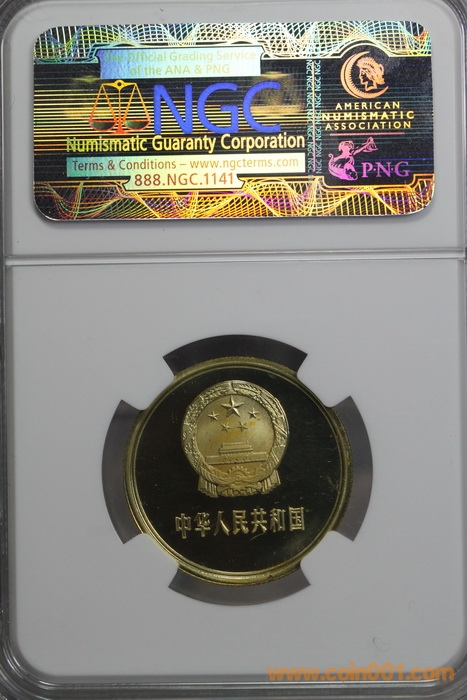 The Official Grading Service
of the ANA & PNG
NGC
Numismatic Guaranty Corporation
Terms & Conditions – www.ngcterms.com
888.NGC.1141
AMERICAN
NUMISMATIC
ASSOCIATION
P·N·G
中华人民共和国
www.coin001.com